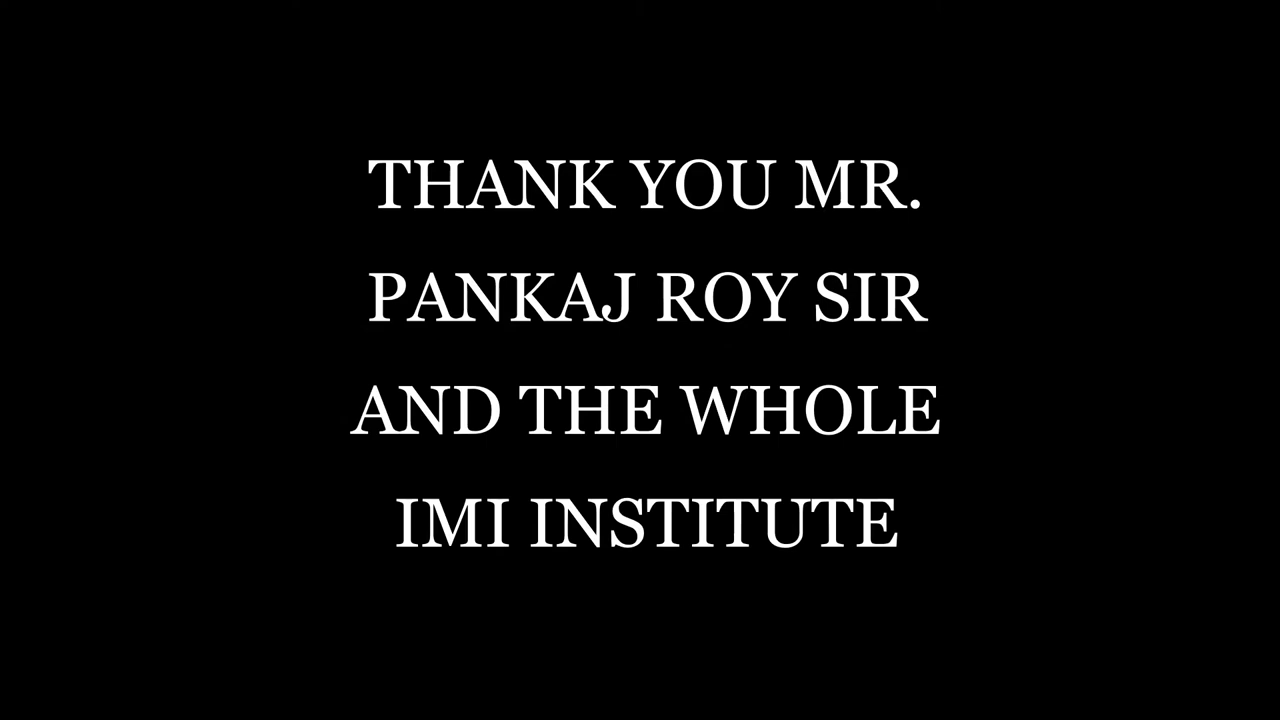 THANK YOU MR.
PANKAJ ROY SIR
AND THE WHOLE
IMI INSTITUTE